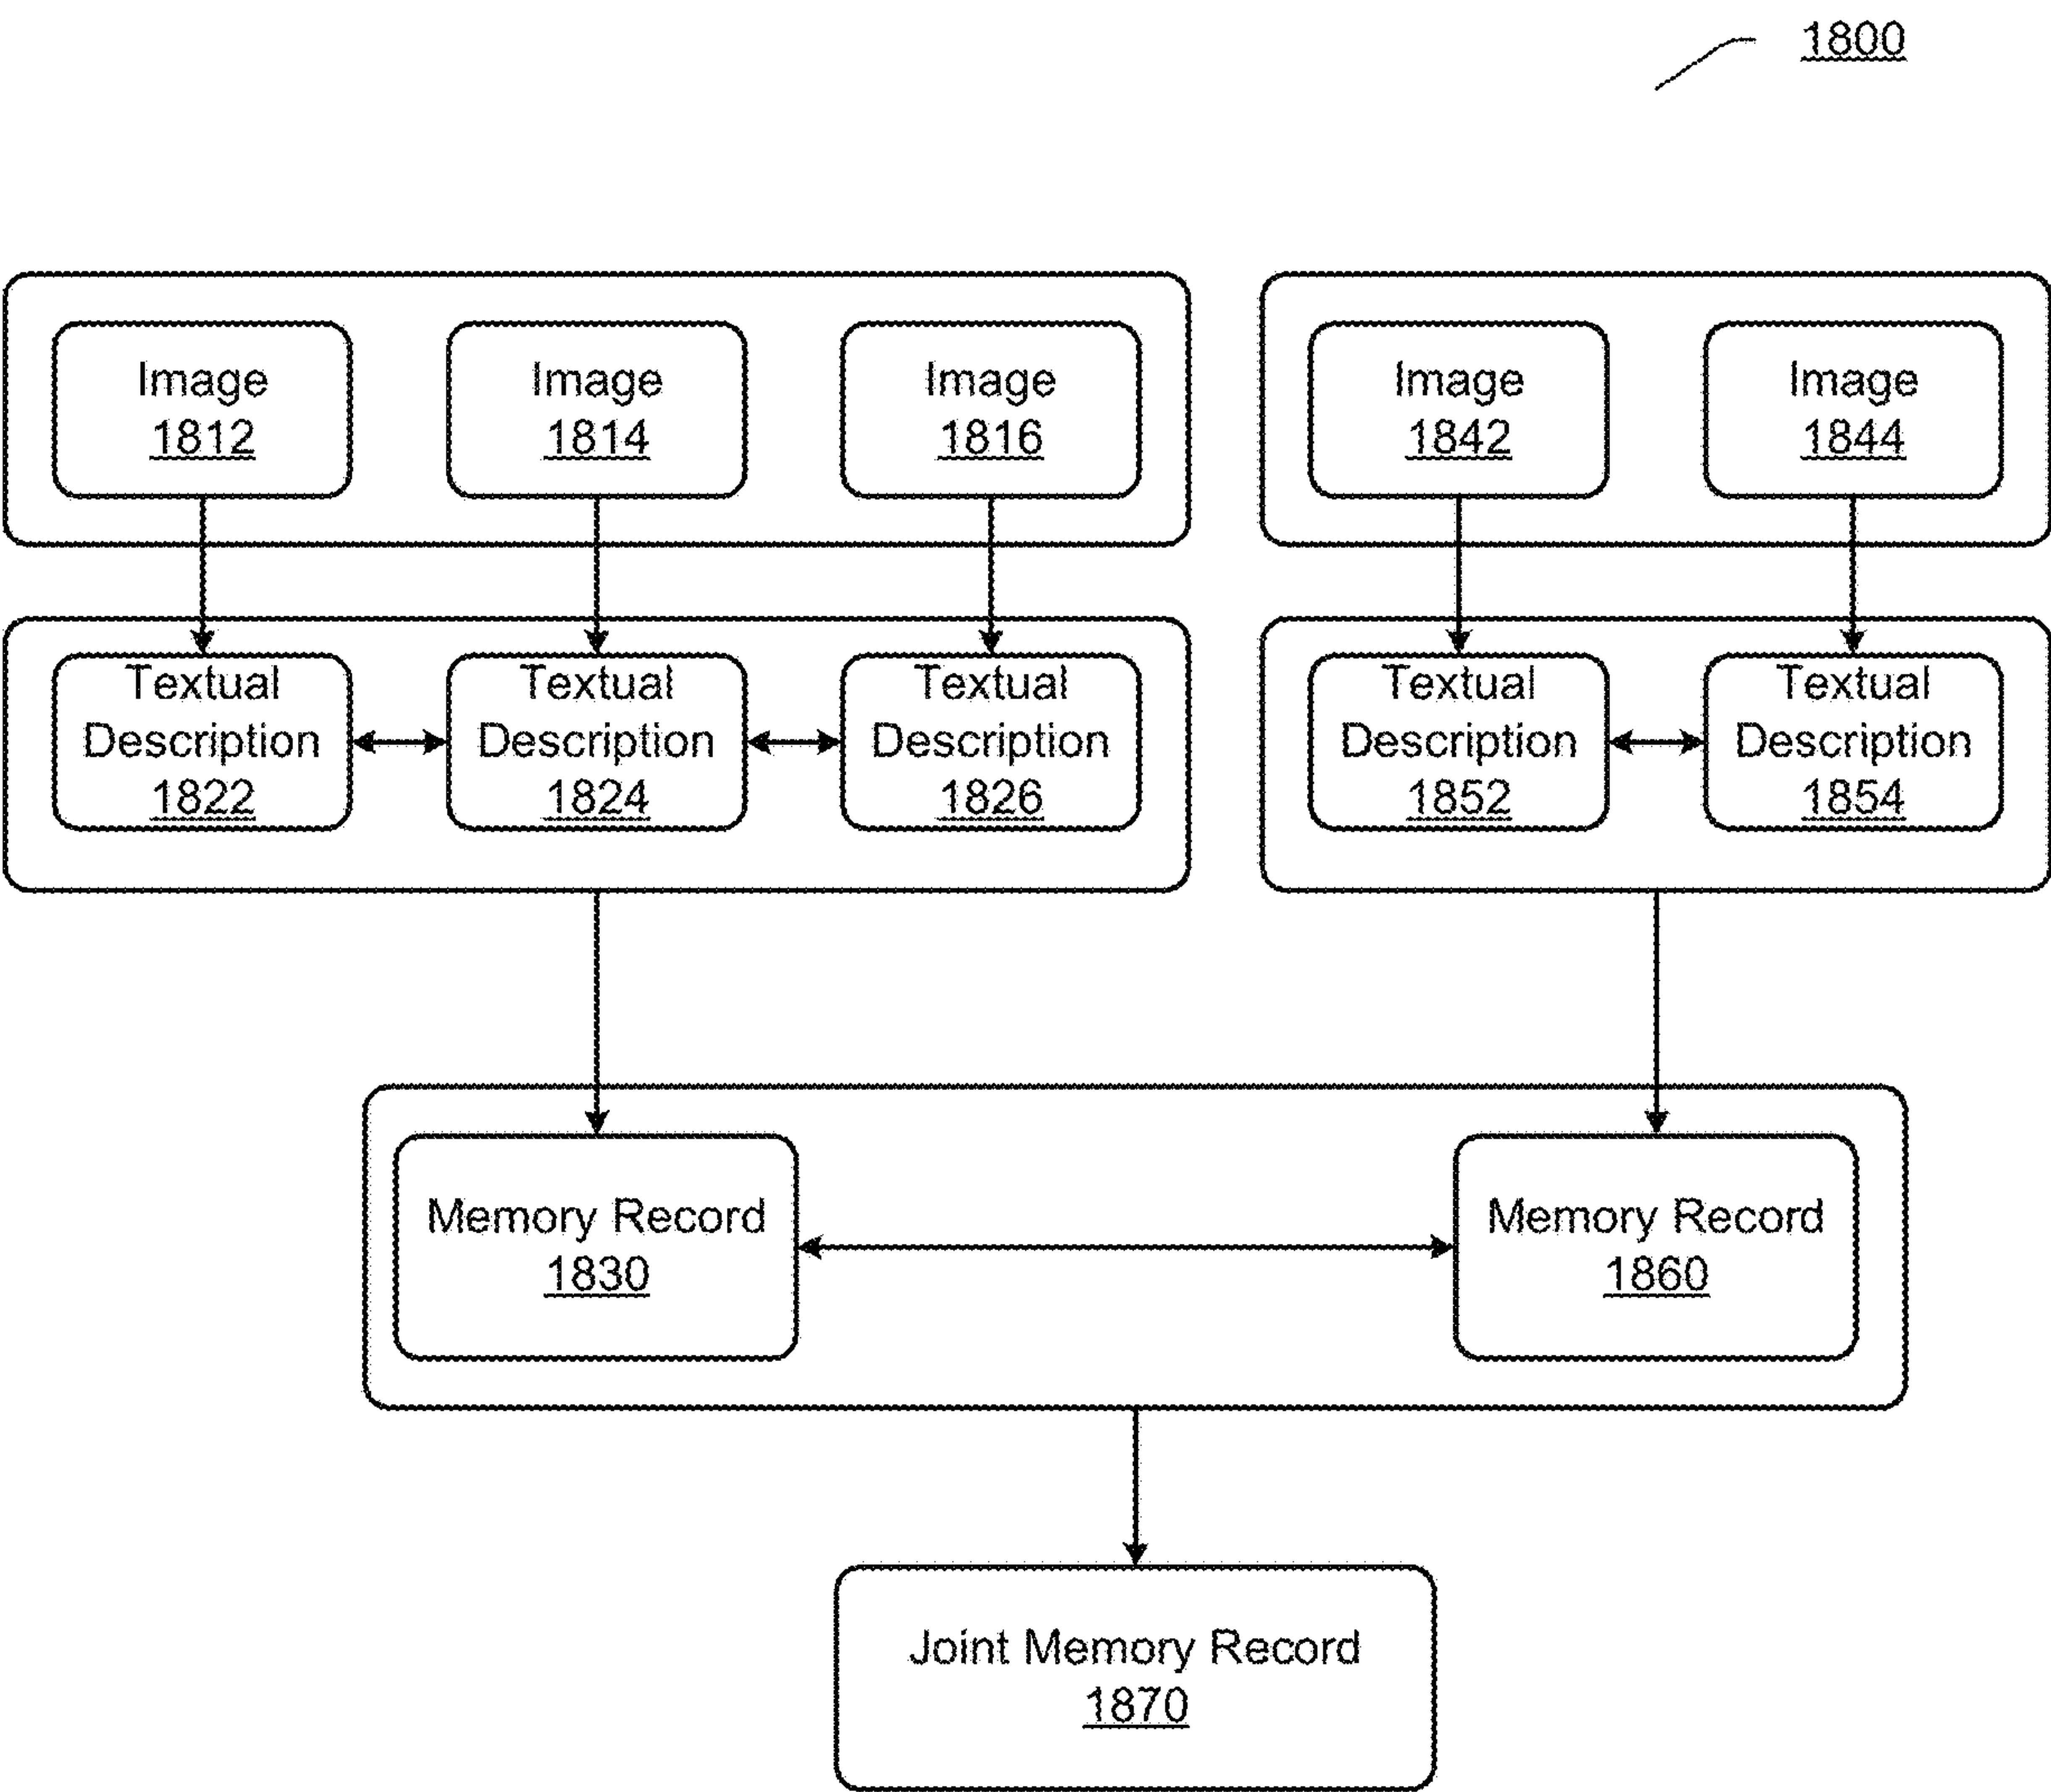 1800
Image
1812
Image
1814
Image
1816
Image
1842
Image
1844
Textual
Description
1822
Textual
Description
1824
Textual
Description
1826
Textual
Description
1852
Textual
Description
1854
Memory Record
1830
Memory Record
1860
Joint Memory Record
1870